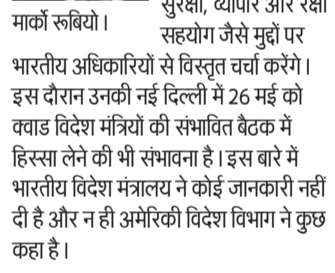 सुरक्षा, व्यापार और रक्षा
मार्को रूबियो।
सहयोग जैसे मुद्दों पर
भारतीय अधिकारियों से विस्तृत चर्चा करेंगे।
इस दौरान उनकी नई दिल्ली में 26 मई को
क्वाड विदेश मंत्रियों की संभावित बैठक में
हिस्सा लेने की भी संभावना है। इस बारे में
भारतीय विदेश मंत्रालय ने कोई जानकारी नहीं
दी है और न ही अमेरिकी विदेश विभाग ने कुछ
कहा है।